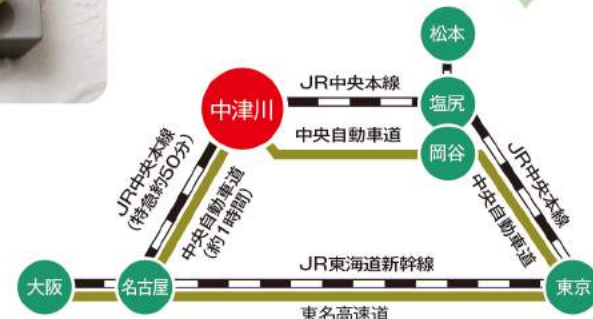 松本
JR中央本線
中津川
塩尻
中央自動車道
岡谷
JR中央本線
(特急約50分)
中央自動車道
(約1時間)
JR中央本線
中央自動車道
JR東海道新幹線
大阪
名古屋
東京
東名高速道